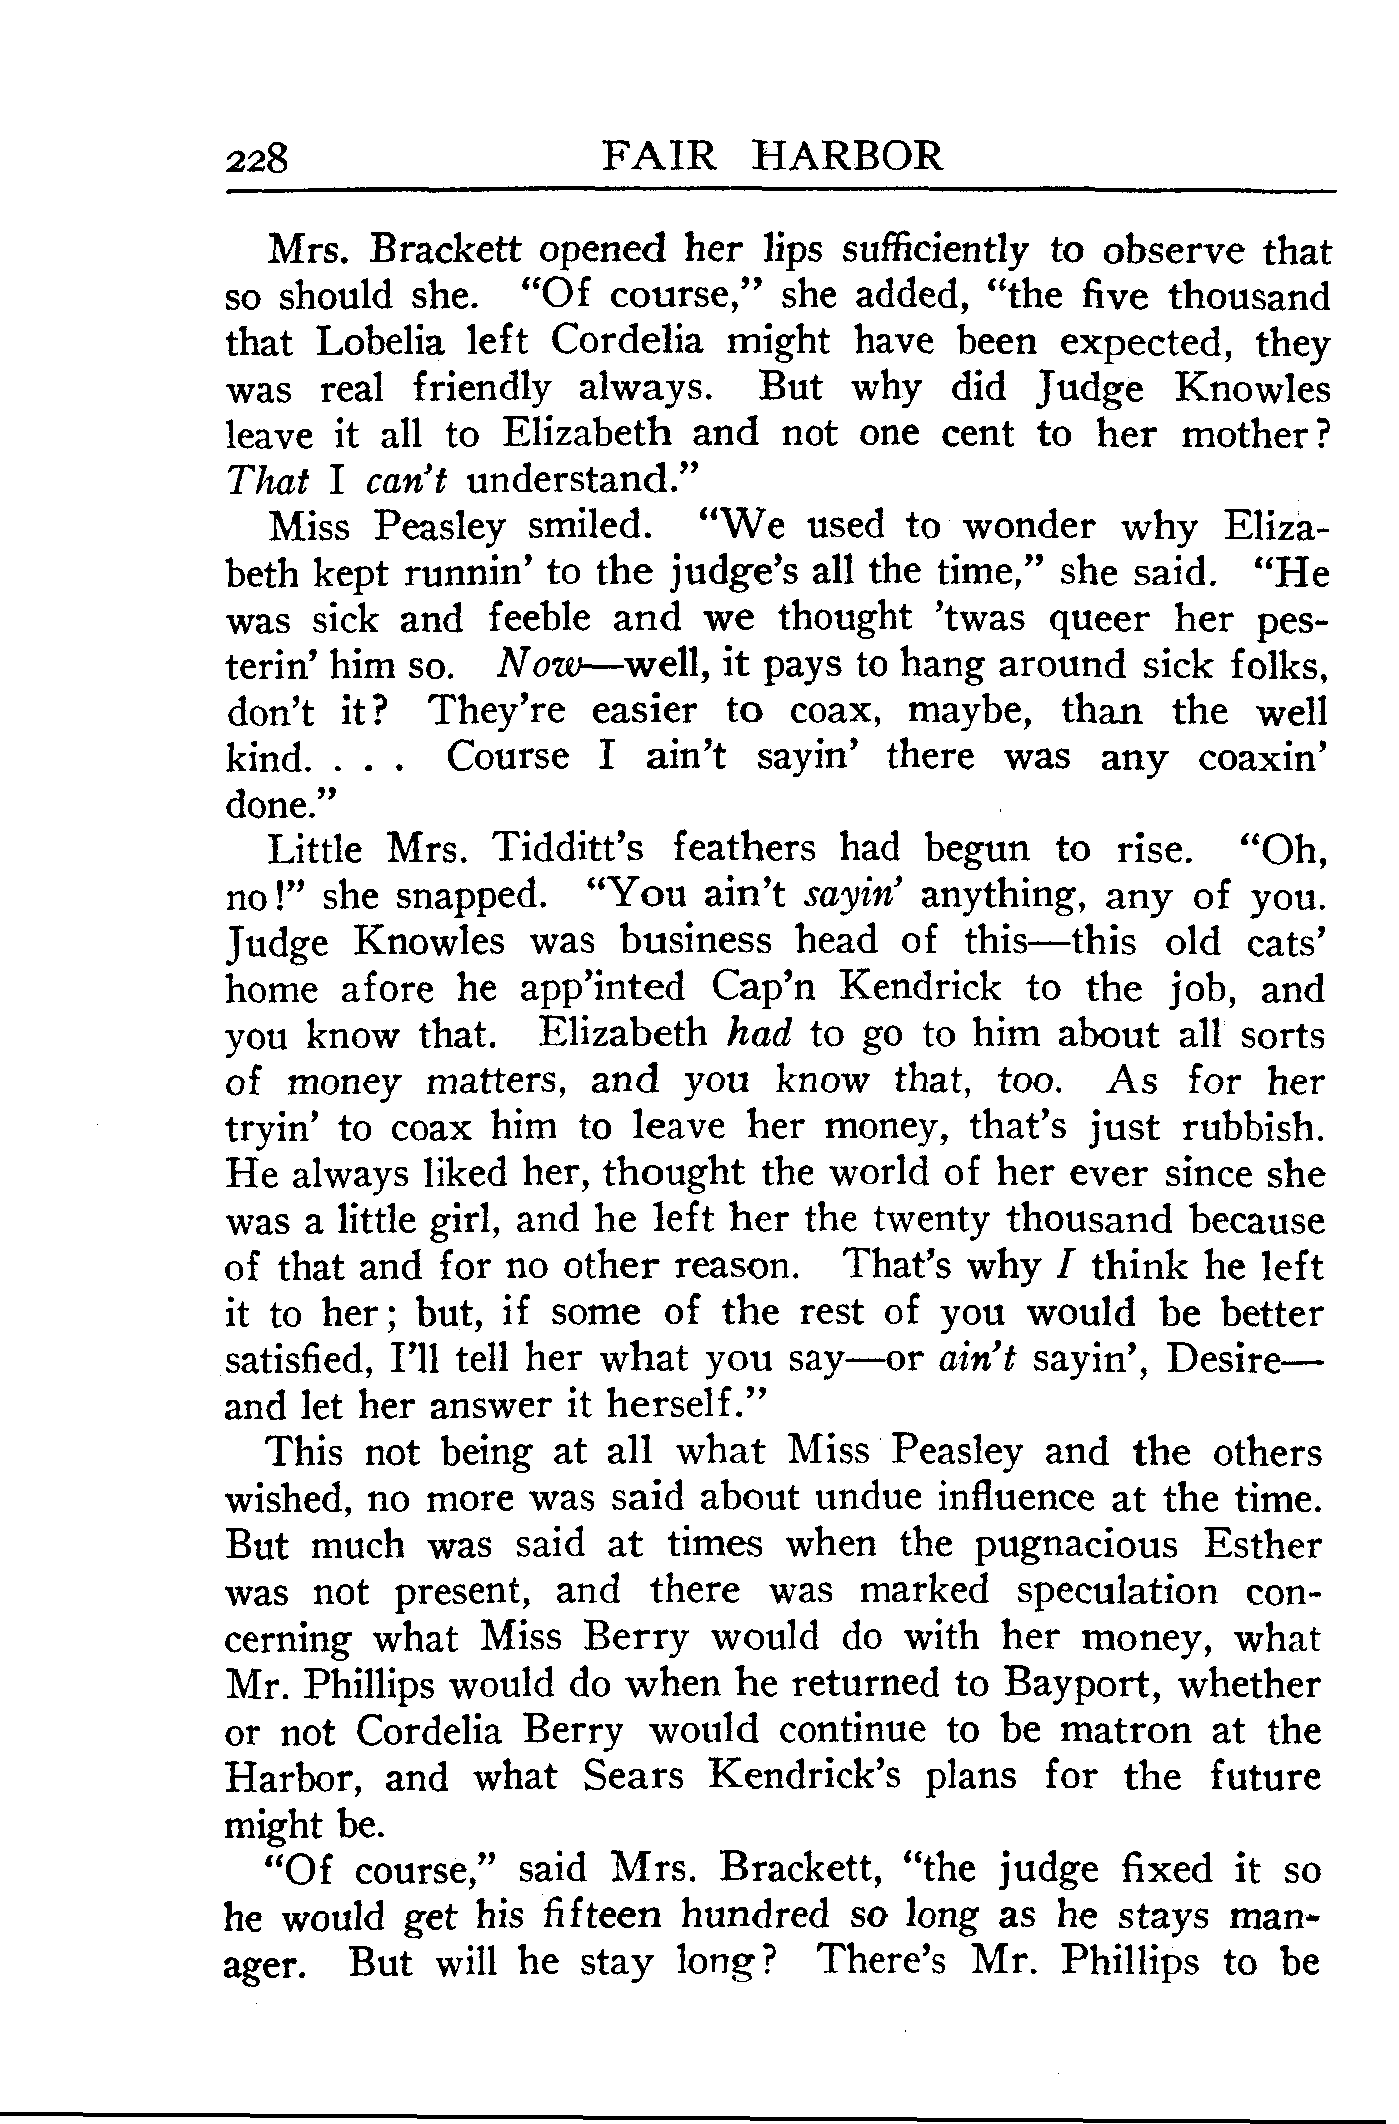 228 FAIR HARBOR
Mrs. Brackett opened her lips sufficiently to observe that
so should she. “Of course,” she added, “the five thousand
that Lobelia left Cordelia might have been expected, they
was real friendly always. But why did Judge Knowles
leave it all to Elizabeth and not one cent to her mother?
That I can’t understand.”
Miss Peasley smiled. “We used to wonder why Eliza-
beth kept runnin’ to the judge’s all the time,” she said. “He
was sick and feeble and we thought ’twas queer her pes-
terin’ him so. Now—well, it pays to hang around sick folks,
don’t it? They’re easier to coax, maybe, than the well
kind. . . . Course I ain’t sayin’ there was any coaxin’
done.”
Little Mrs. Tidditt’s feathers had begun to rise. “Oh,
no!” she snapped. “You ain’t sayin’ anything, any of you.
Judge Knowles was business head of this—this old cats’
home afore he app’inted Cap’n Kendrick to the job, and
you know that. Elizabeth had to go to him about all sorts
of money matters, and you know that, too. As for her
tryin’ to coax him to leave her money, that’s just rubbish.
He always liked her, thought the world of her ever since she
was a little girl, and he left her the twenty thousand because
of that and for no other reason. That’s why I think he left
it to her; but, if some of the rest of you would be better
satisfied, I’ll tell her what you say—or ain’t sayin’, Desire—
and let her answer it herself.”
This not being at all what Miss Peasley and the others
wished, no more was said about undue influence at the time.
But much was said at times when the pugnacious Esther
was not present, and there was marked speculation con-
cerning what Miss Berry would do with her money, what
Mr. Phillips would do when he returned to Bayport, whether
or not Cordelia Berry would continue to be matron at the
Harbor, and what Sears Kendrick’s plans for the future
might be.
“Of course,” said Mrs. Brackett, “the judge fixed it so
he would get his fifteen hundred so long as he stays man-
ager. But will he stay long? There’s Mr. Phillips to be